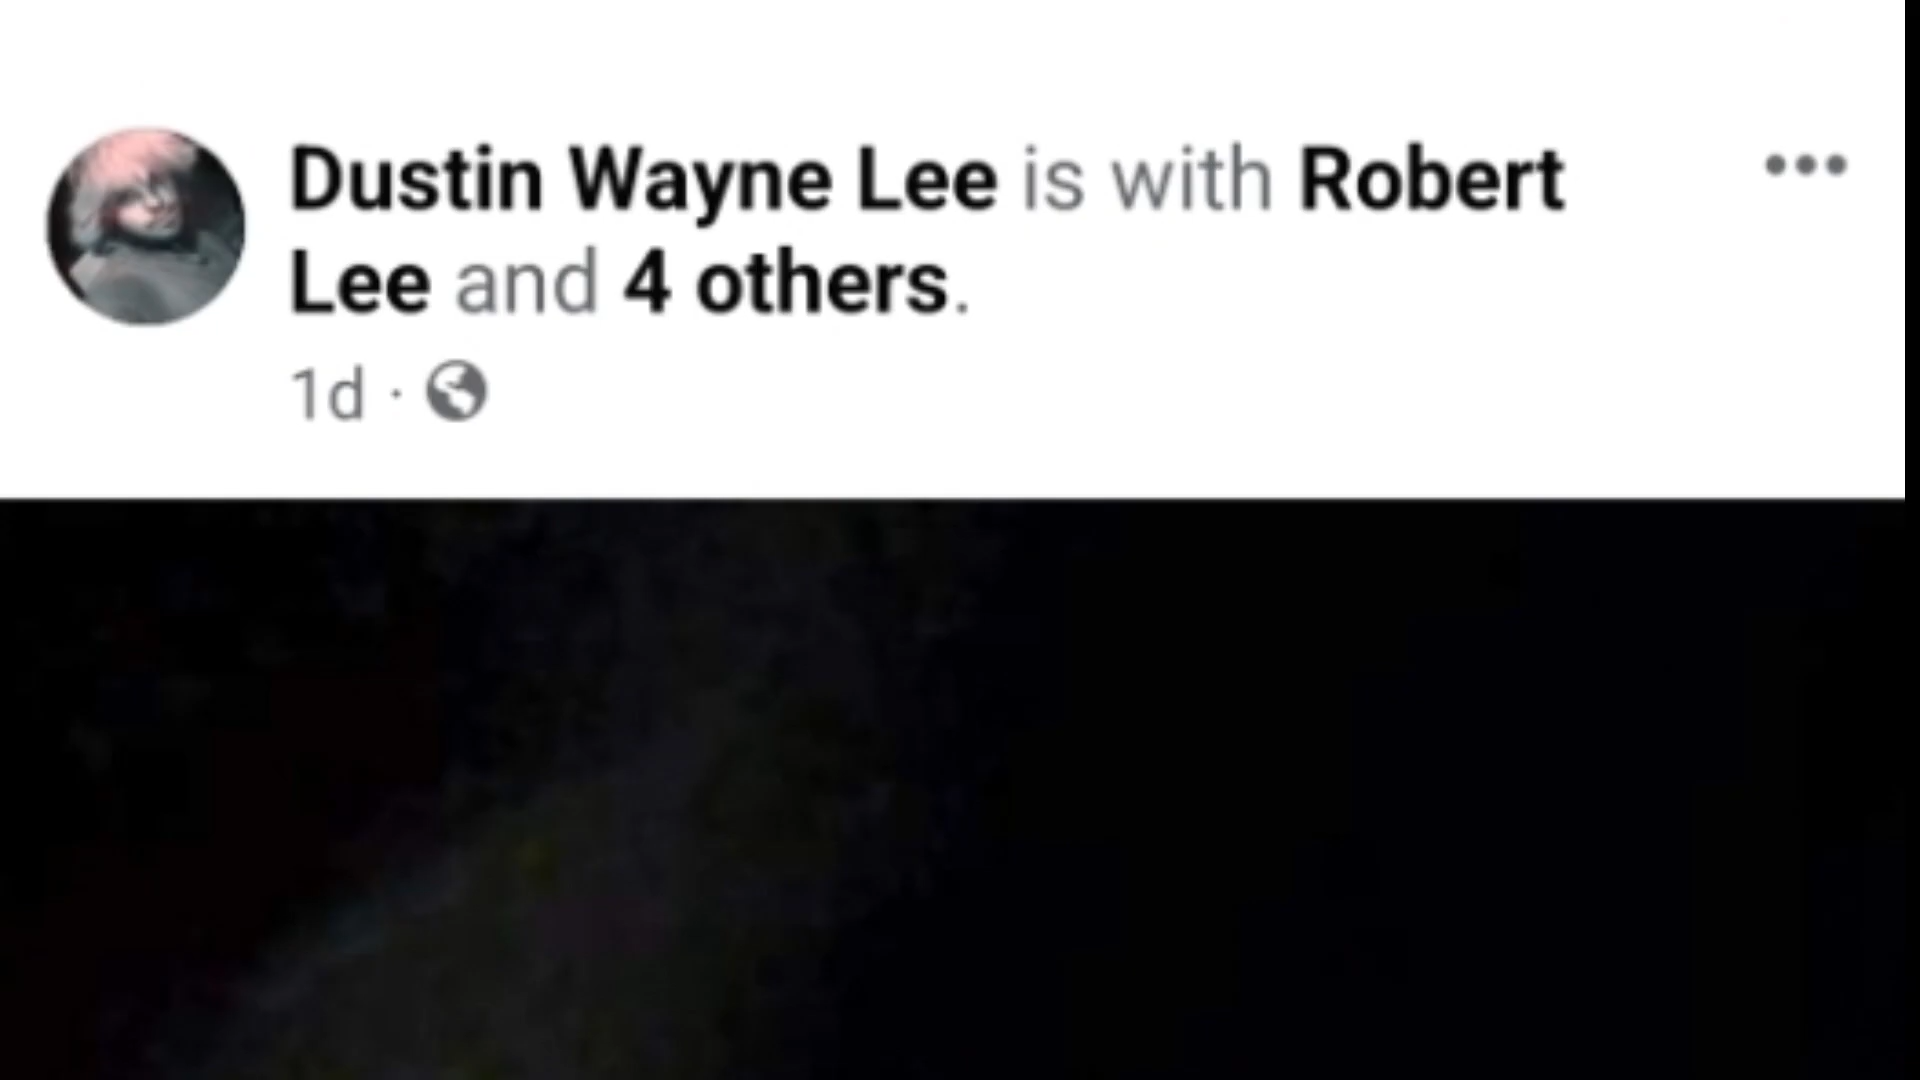 Dustin Wayne Lee is with Robert
Lee and 4 others.
1d ·